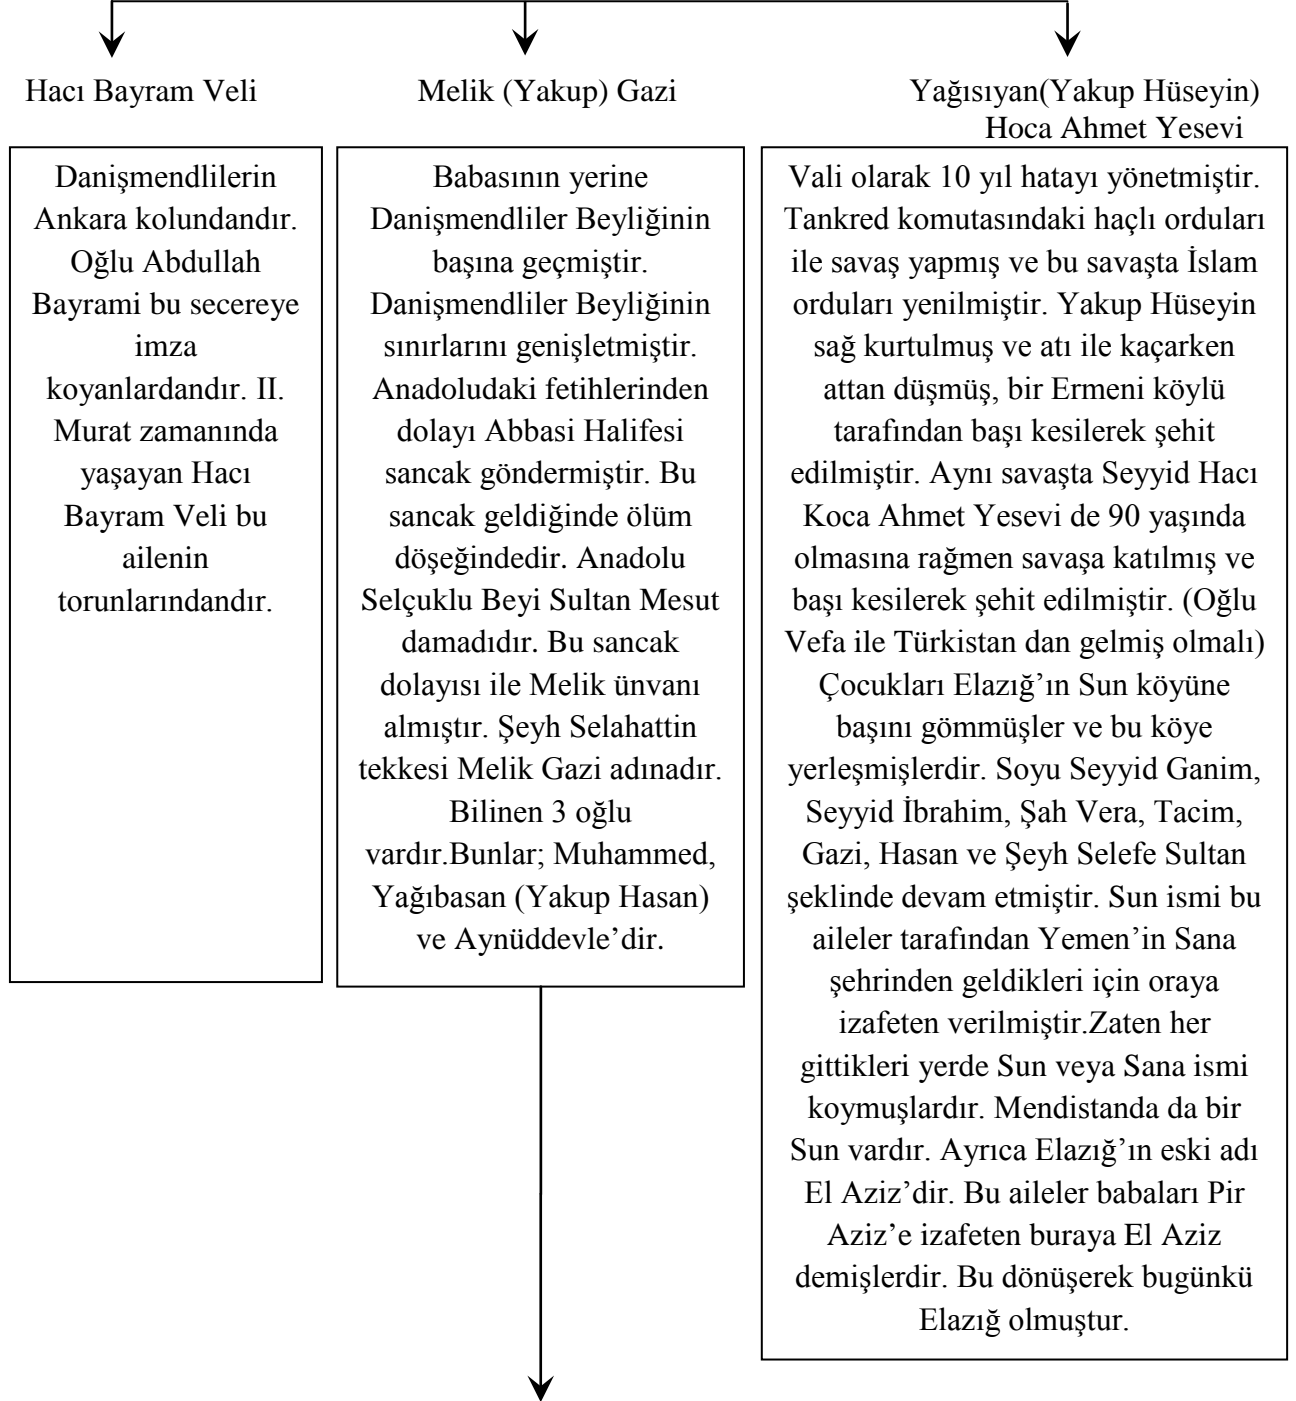 Hacı Bayram Veli
Melik (Yakup) Gazi
Yağısıyan(Yakup Hüseyin)
Hoca Ahmet Yesevi
Danişmendlilerin
Ankara kolundandır.
Oğlu Abdullah
Bayrami bu secereye
imza
koyanlardandır. II.
Murat zamanında
yaşayan Hacı
Bayram Veli bu
ailenin
torunlarındandır.
Babasının yerine
Danişmendliler Beyliğinin
başına geçmiştir.
Danişmendliler Beyliğinin
sınırlarını genişletmiştir.
Anadoludaki fetihlerinden
dolayı Abbasi Halifesi
sancak göndermiştir. Bu
sancak geldiğinde ölüm
döşeğindedir. Anadolu
Selçuklu Beyi Sultan Mesut
damadıdır. Bu sancak
dolayısı ile Melik ünvanı
almıştır. Şeyh Selahattin
tekkesi Melik Gazi adınadır.
Bilinen 3 oğlu
vardır.Bunlar; Muhammed,
Yağıbasan (Yakup Hasan)
ve Aynüddevle’dir.
Vali olarak 10 yıl hatayı yönetmiştir.
Tankred komutasındaki haçlı orduları
ile savaş yapmış ve bu savaşta İslam
orduları yenilmiştir. Yakup Hüseyin
sağ kurtulmuş ve atı ile kaçarken
attan düşmüş, bir Ermeni köylü
tarafından başı kesilerek şehit
edilmiştir. Aynı savaşta Seyyid Hacı
Koca Ahmet Yesevi de 90 yaşında
olmasına rağmen savaşa katılmış ve
başı kesilerek şehit edilmiştir. (Oğlu
Vefa ile Türkistan dan gelmiş olmalı)
Çocukları Elazığ’ın Sun köyüne
başını gömmüşler ve bu köye
yerleşmişlerdir. Soyu Seyyid Ganim,
Seyyid İbrahim, Şah Vera, Tacim,
Gazi, Hasan ve Şeyh Selefe Sultan
şeklinde devam etmiştir. Sun ismi bu
aileler tarafından Yemen’in Sana
şehrinden geldikleri için oraya
izafeten verilmiştir.Zaten her
gittikleri yerde Sun veya Sana ismi
koymuşlardır. Mendistanda da bir
Sun vardır. Ayrıca Elazığ’ın eski adı
El Aziz’dir. Bu aileler babaları Pir
Aziz’e izafeten buraya El Aziz
demişlerdir. Bu dönüşerek bugünkü
Elazığ olmuştur.